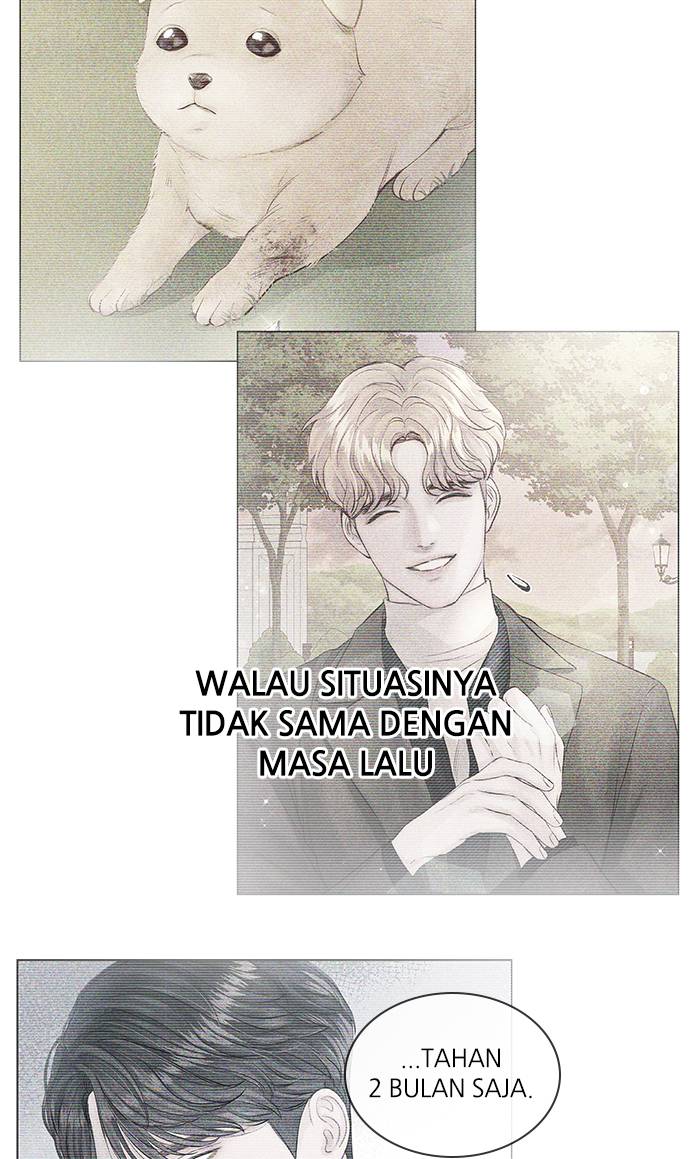 WALAU SITUASINYA
TIDAK SAMA DENGAN
MASA LALU
...TAHAN
2 BULAN SAJA.